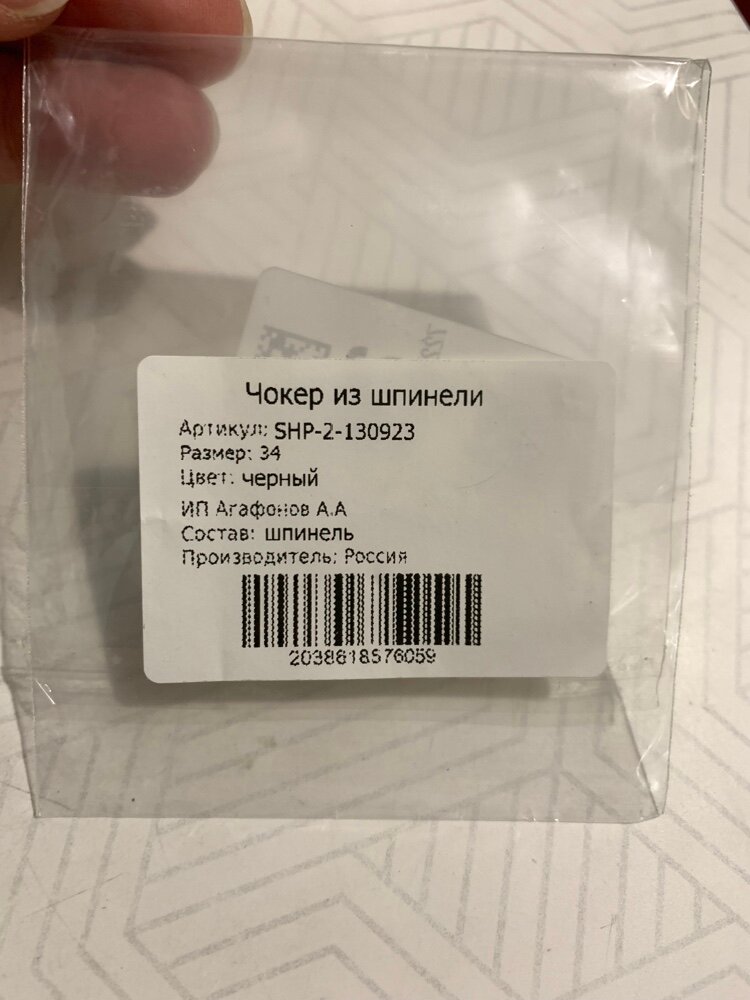 Чокер из шпинели
Артикул: SHP-2-130923
Размер: 34
Цвет: черный
ИП Агафонов А.А
Состав: шпинель
Производитель: Россия
2038618576059